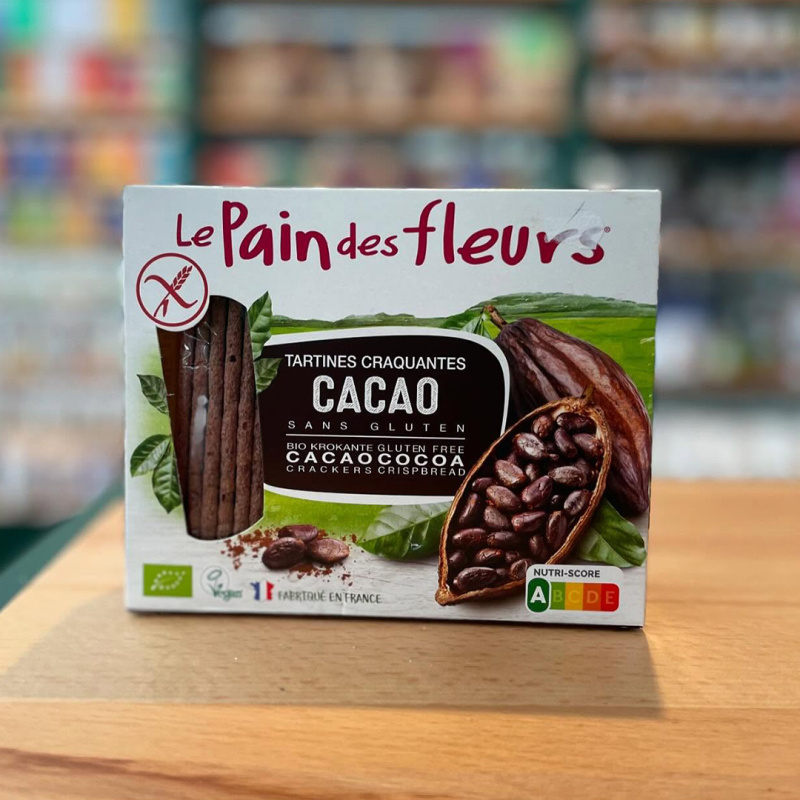 Le Pain des fleurs
TARTINES CRAQUANTES
CACAO
SANS GLUTEN
BIO KROKANTE GLUTEN FREE
CACAO COCOA
CRACKERS CRISPBREAD
Vegan
FABRIQUÉ EN FRANCE
NUTRI-SCORE
A B C D E